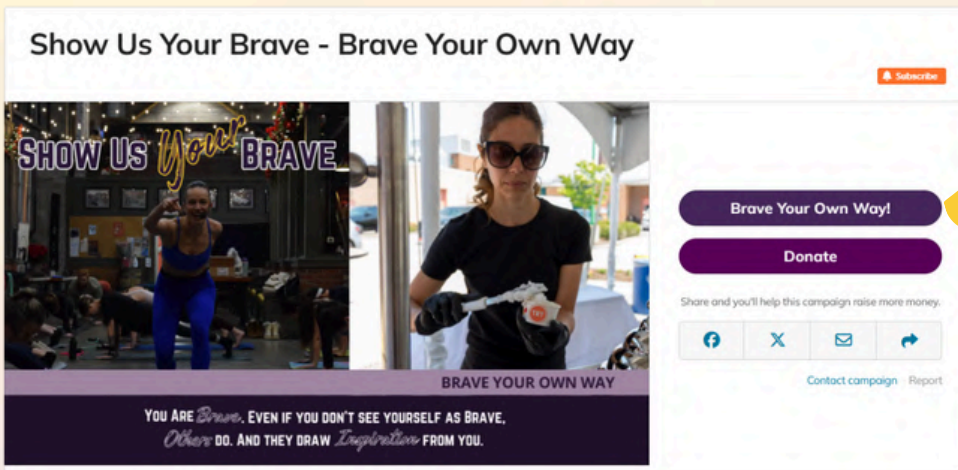 Show Us Your Brave - Brave Your Own Way
Subscribe
SHOW US Your BRAVE
TRY
BRAVE YOUR OWN WAY
YOU ARE Brave. EVEN IF YOU DON'T SEE YOURSELF AS BRAVE,
Others DO. AND THEY DRAW Inspiration FROM YOU.
Brave Your Own Way!
Donate
Share and you'll help this campaign raise more money.
Contact campaign · Report